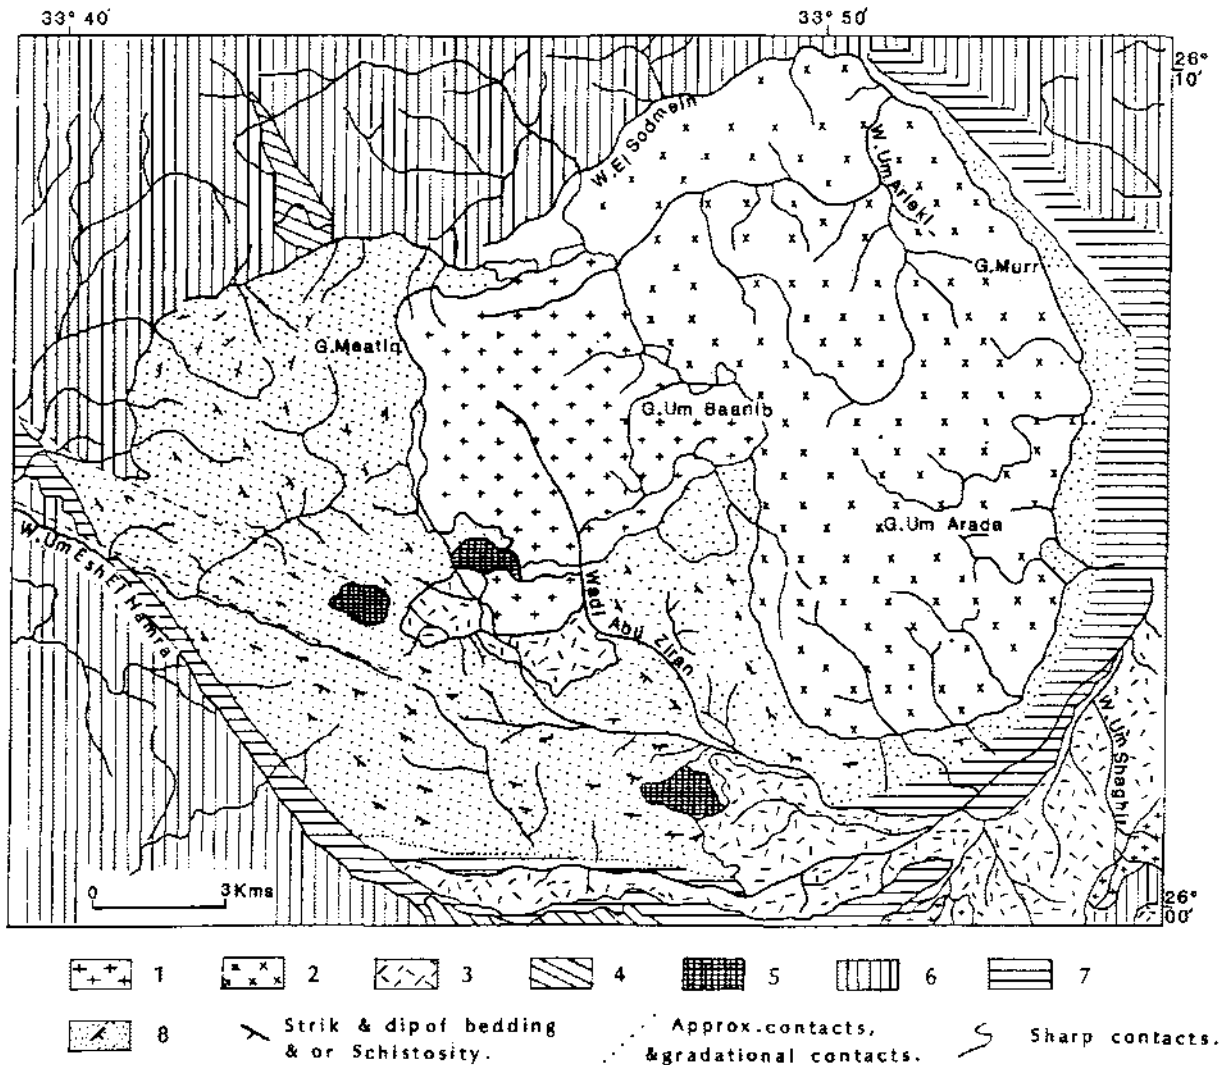 33° 40′
33° 50′
26°
10′
W. El Sodmein
W. Um Arieki
G. Murr
G. Meatiq
G. Um Baanib
G. Um Arada
W. Um Esh El Hamra
Wadi Abu Ziran
W. Um Shaghir
0 3 Kms
26°
00′
1 2 3 4 5 6 7
8 Strik & dip of bedding & or Schistosity.
Approx. contacts, & gradational contacts.
Sharp contacts.